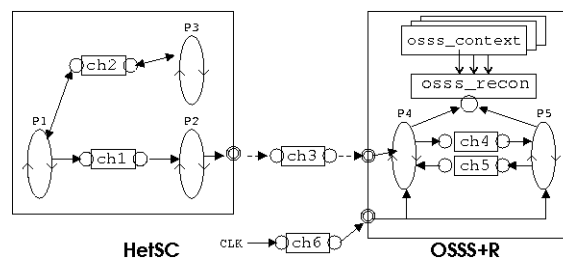 P3
osss_context
ch2
osss_recon
P1
P2
P4
P5
ch4
ch1
ch3
ch5
CLK
ch6
HetSC
OSSS+R